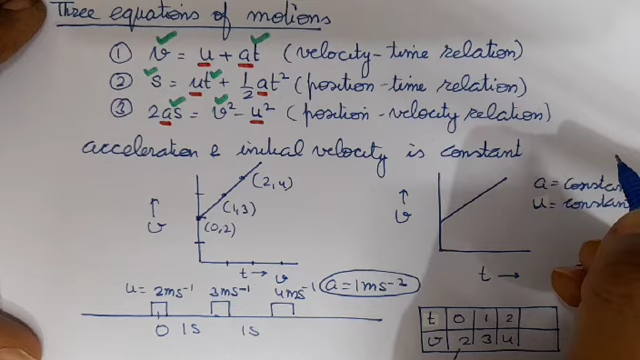 Three equations of motions
① v = u + at (velocity-time relation)
② s = ut + 1/2 at² (position-time relation)
③ 2as = v² - u² (position-velocity relation)
acceleration & initial velocity is constant
(2,4)
(1,3)
(0,2)
↑
v
t →
v
↑
v
t →
a = constan
u = constan
u = 2ms⁻¹ 3ms⁻¹ 4ms⁻¹
a = 1ms⁻²
0 1s 1s
t 0 1 2
v 2 3 4